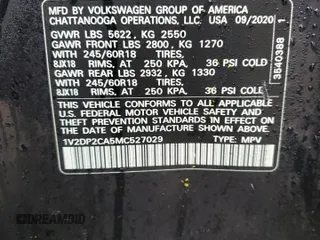 MFD BY VOLKSWAGEN GROUP OF AMERICA
CHATTANOOGA OPERATIONS, LLC. USA 09/2020
GVWR LBS 5622 , KG 2550
GAWR FRONT LBS 2800, KG 1270
WITH 245/60R18 TIRES,
8JX18 RIMS, AT 250 KPA, 36 PSI COLD
GAWR REAR LBS 2932 , KG 1330
WITH 245/60R18 TIRES,
8JX18 RIMS, AT 250 KPA, 36 PSI COLD
THIS VEHICLE CONFORMS TO ALL APPLICABLE
U.S. FEDERAL MOTOR VEHICLE SAFETY AND
THEFT PREVENTION STANDARDS IN EFFECT ON
THE DATE OF MANUFACTURE SHOWN ABOVE.
1V2DP2CA5MC527029 TYPE: MPV
3540388 1